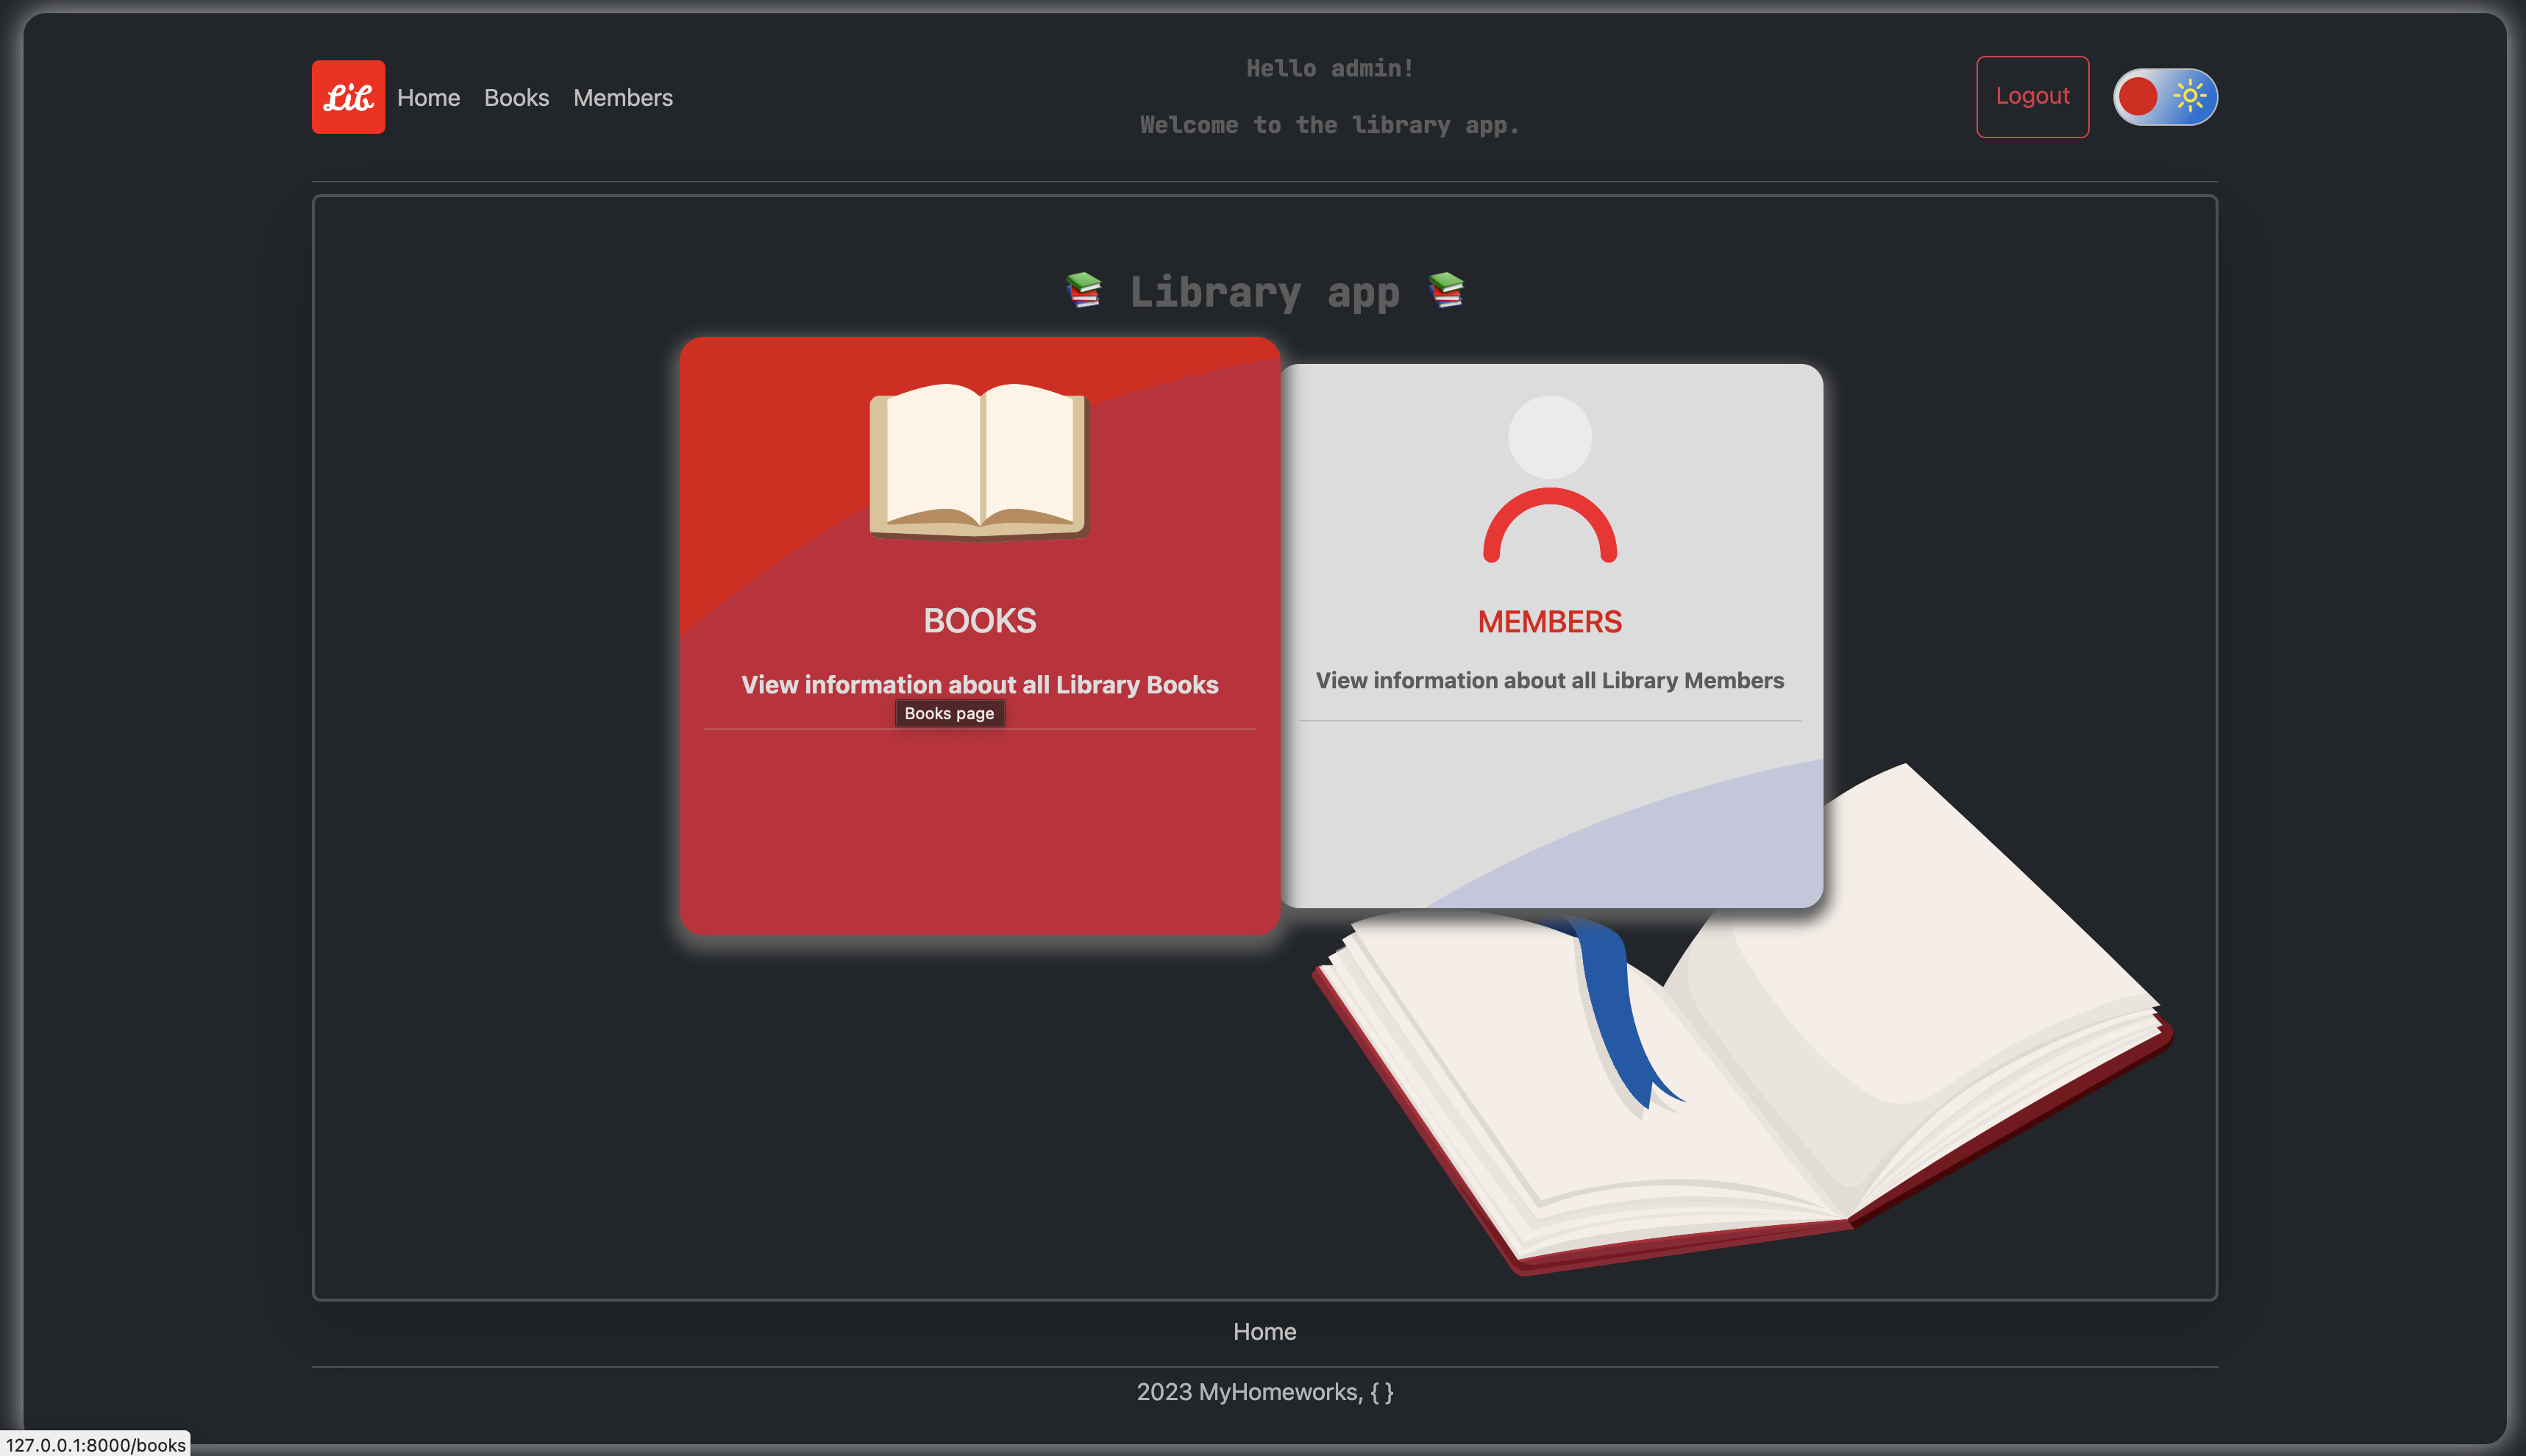 Lib
Home Books Members
Hello admin!
Welcome to the library app.
Logout
📚 Library app 📚
BOOKS
View information about all Library Books
Books page
MEMBERS
View information about all Library Members
Home
2023 MyHomeworks, { }
127.0.0.1:8000/books